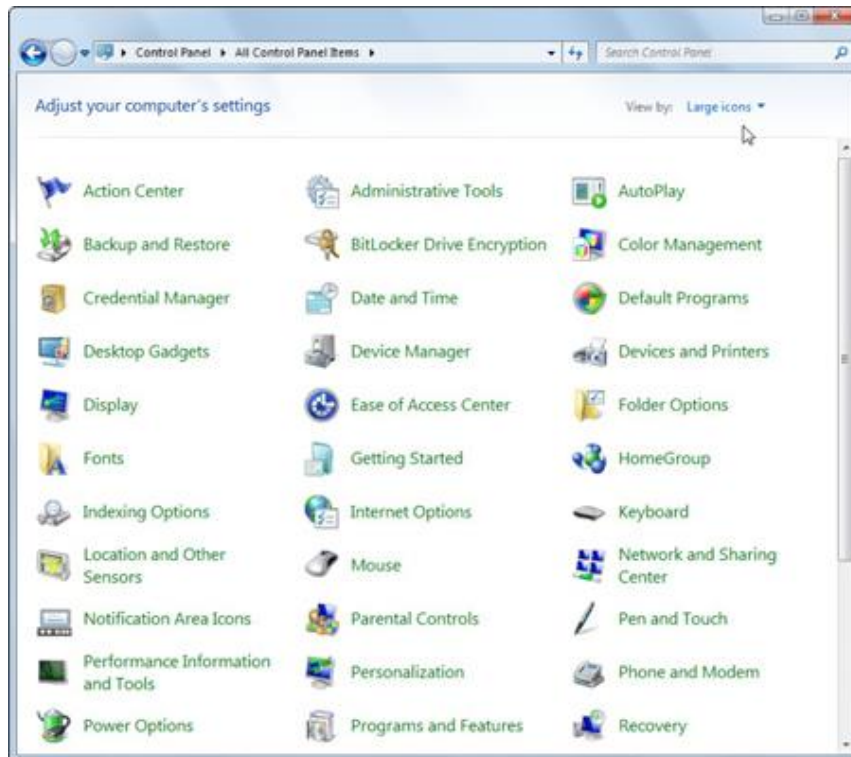 Control Panel All Control Panel Items Search Control Panel
Adjust your computer's settings View by: Large icons
Action Center Administrative Tools AutoPlay
Backup and Restore BitLocker Drive Encryption Color Management
Credential Manager Date and Time Default Programs
Desktop Gadgets Device Manager Devices and Printers
Display Ease of Access Center Folder Options
Fonts Getting Started HomeGroup
Indexing Options Internet Options Keyboard
Location and Other
Sensors
Mouse
Network and Sharing
Center
Notification Area Icons Parental Controls Pen and Touch
Performance Information
and Tools
Personalization
Phone and Modem
Power Options Programs and Features Recovery